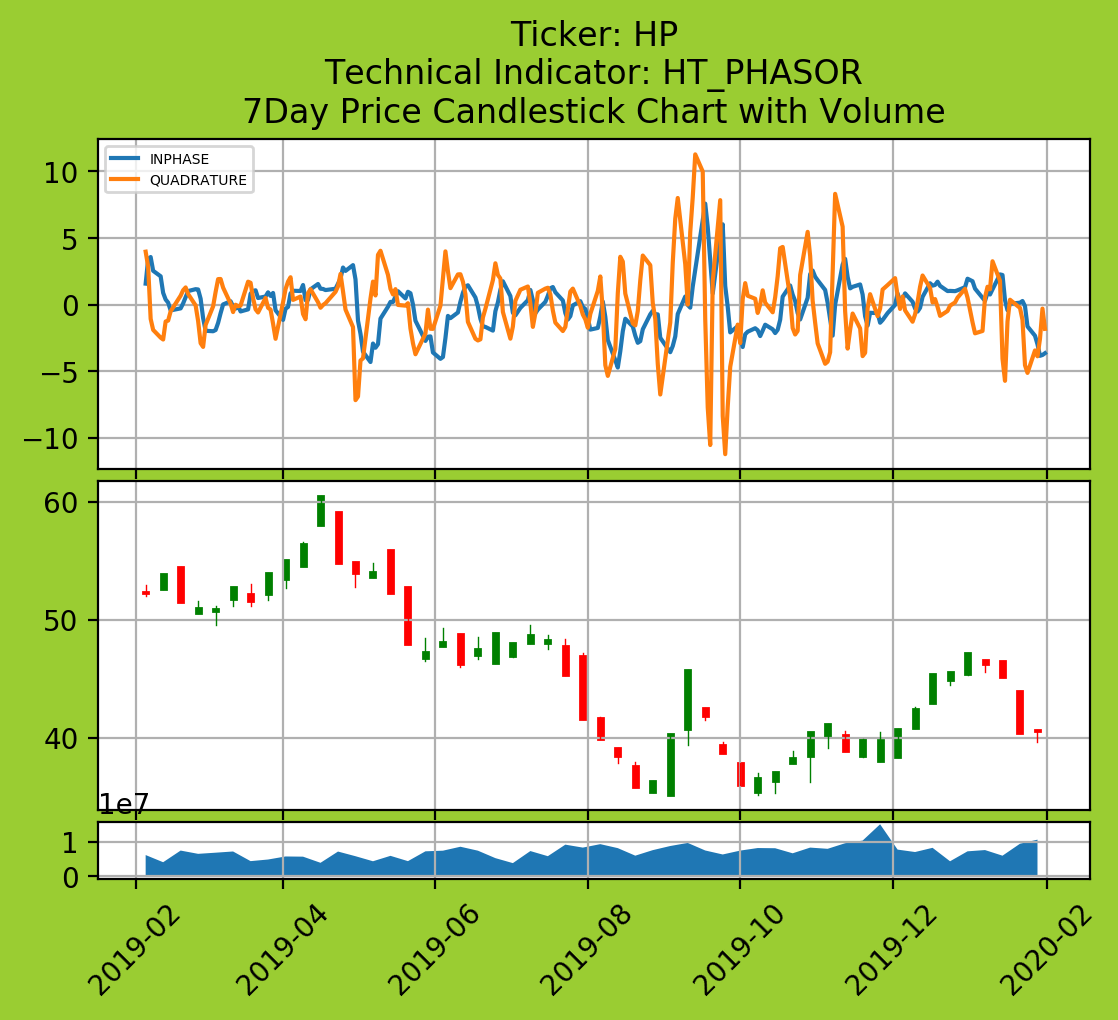 Ticker: HP
Technical Indicator: HT_PHASOR
7Day Price Candlestick Chart with Volume
INPHASE
QUADRATURE
10
5
0
−5
−10
60
50
40
1e7
1
0
2019-02
2019-04
2019-06
2019-08
2019-10
2019-12
2020-02